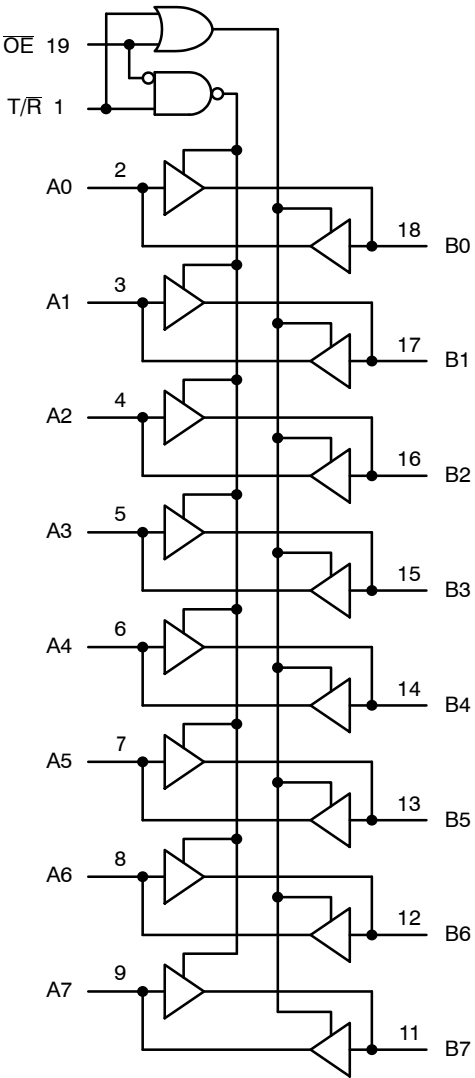 O̅E̅ 19
T/R̅ 1
A0 2
18 B0
A1 3
17 B1
A2 4
16 B2
A3 5
15 B3
A4 6
14 B4
A5 7
13 B5
A6 8
12 B6
A7 9
11 B7